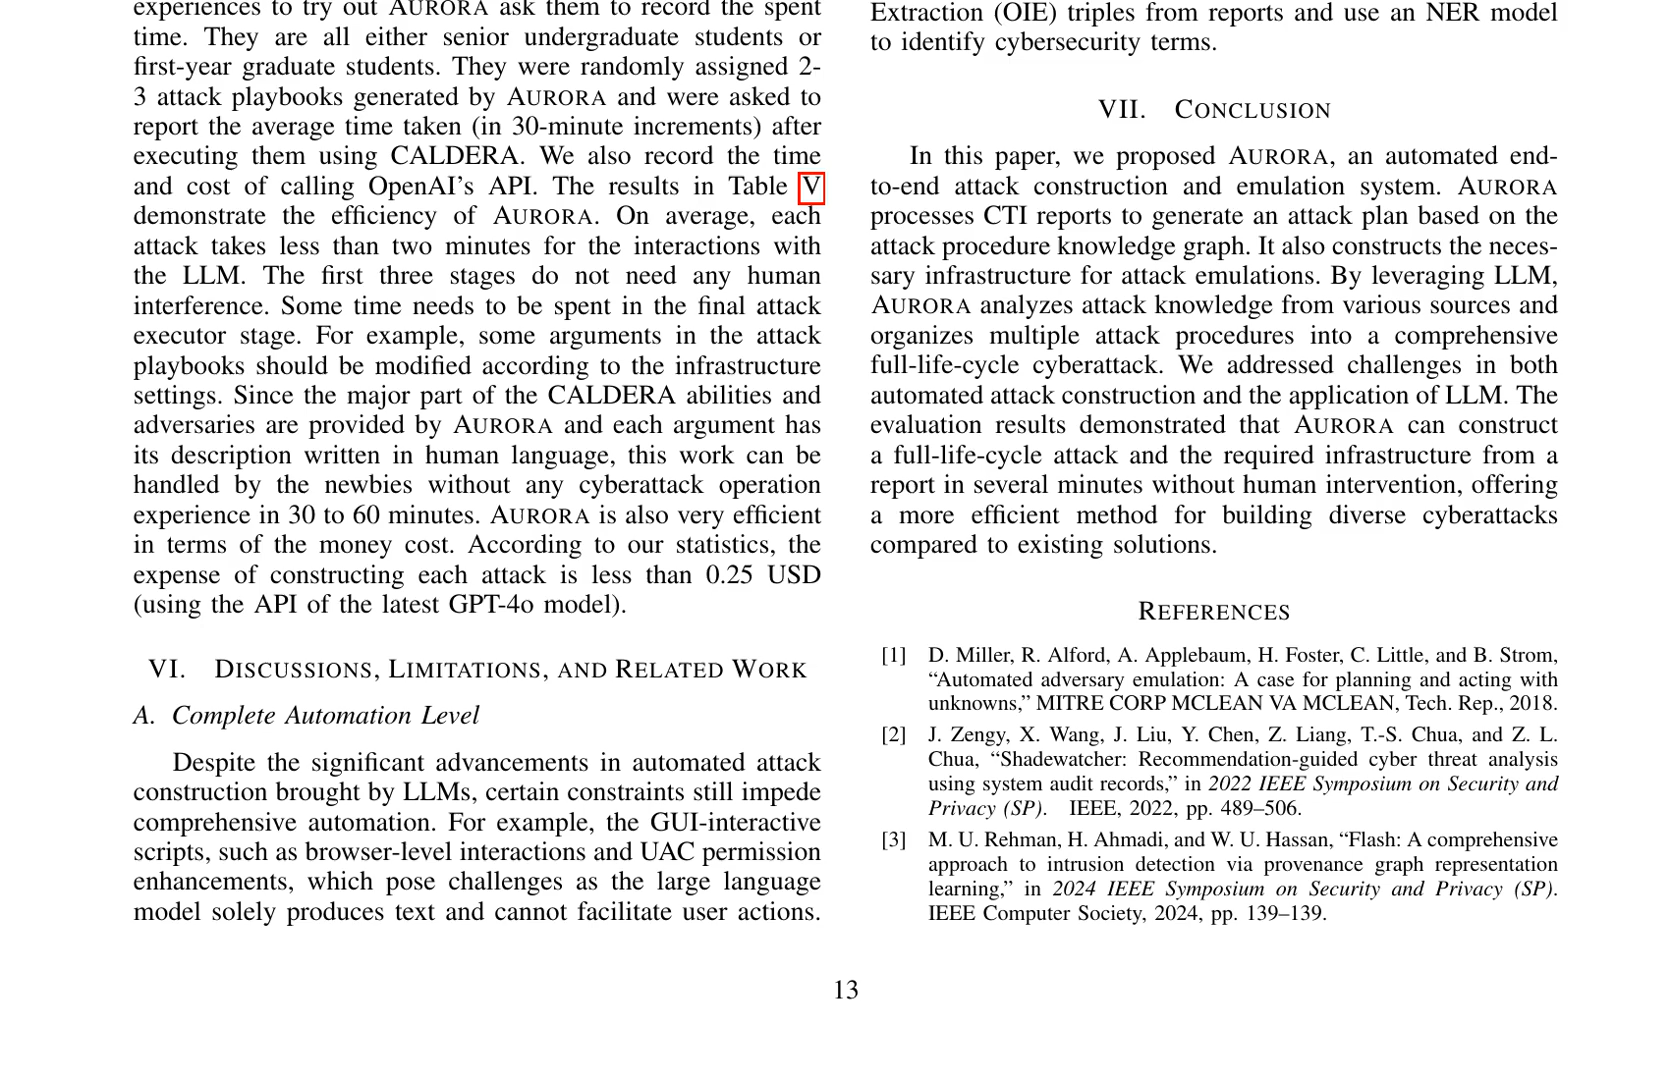 experiences to try out AURORA ask them to record the spent
time. They are all either senior undergraduate students or
first-year graduate students. They were randomly assigned 2-
3 attack playbooks generated by AURORA and were asked to
report the average time taken (in 30-minute increments) after
executing them using CALDERA. We also record the time
and cost of calling OpenAI's API. The results in Table V
demonstrate the efficiency of AURORA. On average, each
attack takes less than two minutes for the interactions with
the LLM. The first three stages do not need any human
interference. Some time needs to be spent in the final attack
executor stage. For example, some arguments in the attack
playbooks should be modified according to the infrastructure
settings. Since the major part of the CALDERA abilities and
adversaries are provided by AURORA and each argument has
its description written in human language, this work can be
handled by the newbies without any cyberattack operation
experience in 30 to 60 minutes. AURORA is also very efficient
in terms of the money cost. According to our statistics, the
expense of constructing each attack is less than 0.25 USD
(using the API of the latest GPT-4o model).
VI. DISCUSSIONS, LIMITATIONS, AND RELATED WORK
A. Complete Automation Level
Despite the significant advancements in automated attack
construction brought by LLMs, certain constraints still impede
comprehensive automation. For example, the GUI-interactive
scripts, such as browser-level interactions and UAC permission
enhancements, which pose challenges as the large language
model solely produces text and cannot facilitate user actions.
Extraction (OIE) triples from reports and use an NER model
to identify cybersecurity terms.
VII. CONCLUSION
In this paper, we proposed AURORA, an automated end-
to-end attack construction and emulation system. AURORA
processes CTI reports to generate an attack plan based on the
attack procedure knowledge graph. It also constructs the neces-
sary infrastructure for attack emulations. By leveraging LLM,
AURORA analyzes attack knowledge from various sources and
organizes multiple attack procedures into a comprehensive
full-life-cycle cyberattack. We addressed challenges in both
automated attack construction and the application of LLM. The
evaluation results demonstrated that AURORA can construct
a full-life-cycle attack and the required infrastructure from a
report in several minutes without human intervention, offering
a more efficient method for building diverse cyberattacks
compared to existing solutions.
REFERENCES
[1] D. Miller, R. Alford, A. Applebaum, H. Foster, C. Little, and B. Strom,
“Automated adversary emulation: A case for planning and acting with
unknowns,” MITRE CORP MCLEAN VA MCLEAN, Tech. Rep., 2018.
[2] J. Zengy, X. Wang, J. Liu, Y. Chen, Z. Liang, T.-S. Chua, and Z. L.
Chua, “Shadewatcher: Recommendation-guided cyber threat analysis
using system audit records,” in 2022 IEEE Symposium on Security and
Privacy (SP). IEEE, 2022, pp. 489–506.
[3] M. U. Rehman, H. Ahmadi, and W. U. Hassan, “Flash: A comprehensive
approach to intrusion detection via provenance graph representation
learning,” in 2024 IEEE Symposium on Security and Privacy (SP).
IEEE Computer Society, 2024, pp. 139–139.
13